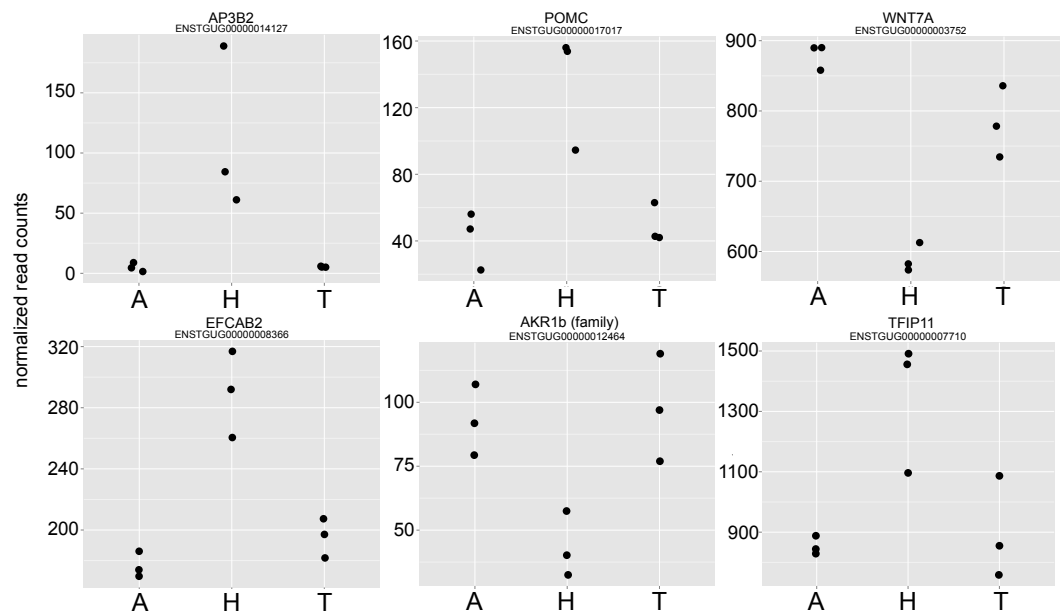 normalized read counts
AP3B2
ENSTGUG00000014127
150
100
50
0
A H T
POMC
ENSTGUG00000017017
160
120
80
40
A H T
WNT7A
ENSTGUG00000003752
900
800
700
600
A H T
EFCAB2
ENSTGUG00000008366
320
280
240
200
A H T
AKR1b (family)
ENSTGUG00000012464
100
75
50
A H T
TFIP11
ENSTGUG00000007710
1500
1300
1100
900
A H T